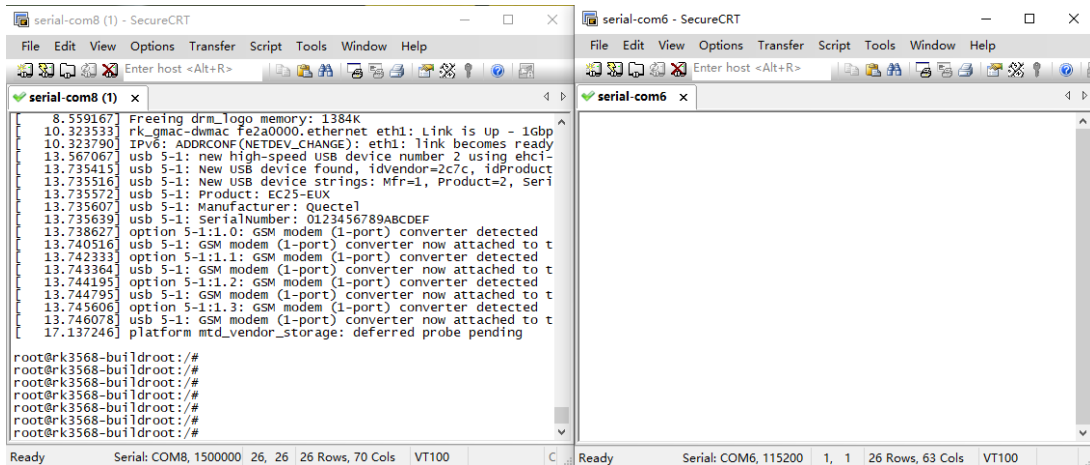 serial-com8 (1) - SecureCRT
File Edit View Options Transfer Script Tools Window Help
Enter host <Alt+R>
serial-com8 (1) x
[    8.559167] Freeing drm_logo memory: 1384K
[   10.323533] rk_gmac-dwmac fe2a0000.ethernet eth1: Link is Up - 1Gbp
[   10.323790] IPv6: ADDRCONF(NETDEV_CHANGE): eth1: link becomes ready
[   13.567067] usb 5-1: new high-speed USB device number 2 using ehci-
[   13.735415] usb 5-1: New USB device found, idVendor=2c7c, idProduct
[   13.735516] usb 5-1: New USB device strings: Mfr=1, Product=2, Seri
[   13.735572] usb 5-1: Product: EC25-EUX
[   13.735607] usb 5-1: Manufacturer: Quectel
[   13.735639] usb 5-1: SerialNumber: 0123456789ABCDEF
[   13.738627] option 5-1:1.0: GSM modem (1-port) converter detected
[   13.740516] usb 5-1: GSM modem (1-port) converter now attached to t
[   13.742333] option 5-1:1.1: GSM modem (1-port) converter detected
[   13.743364] usb 5-1: GSM modem (1-port) converter now attached to t
[   13.744195] option 5-1:1.2: GSM modem (1-port) converter detected
[   13.744795] usb 5-1: GSM modem (1-port) converter now attached to t
[   13.745606] option 5-1:1.3: GSM modem (1-port) converter detected
[   13.746078] usb 5-1: GSM modem (1-port) converter now attached to t
[   17.137246] platform mtd_vendor_storage: deferred probe pending
root@rk3568-buildroot:/#
root@rk3568-buildroot:/#
root@rk3568-buildroot:/#
root@rk3568-buildroot:/#
root@rk3568-buildroot:/#
root@rk3568-buildroot:/#
root@rk3568-buildroot:/#
Ready Serial: COM8, 1500000 26, 26 26 Rows, 70 Cols VT100 C
serial-com6 - SecureCRT
File Edit View Options Transfer Script Tools Window Help
Enter host <Alt+R>
serial-com6 x
Ready Serial: COM6, 115200 1, 1 26 Rows, 63 Cols VT100